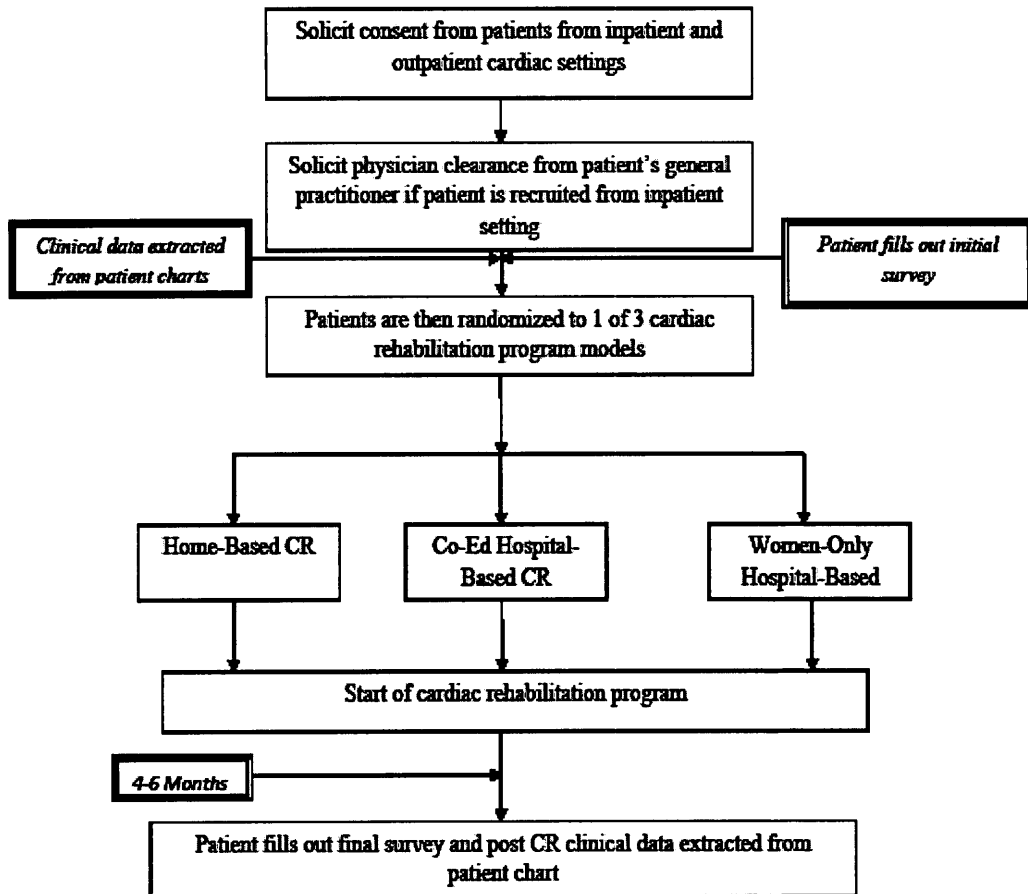 Solicit consent from patients from inpatient and
outpatient cardiac settings
Solicit physician clearance from patient's general
practitioner if patient is recruited from inpatient
setting
Clinical data extracted
from patient charts
Patient fills out initial
survey
Patients are then randomized to 1 of 3 cardiac
rehabilitation program models
Home-Based CR
Co-Ed Hospital-
Based CR
Women-Only
Hospital-Based
Start of cardiac rehabilitation program
4-6 Months
Patient fills out final survey and post CR clinical data extracted from
patient chart